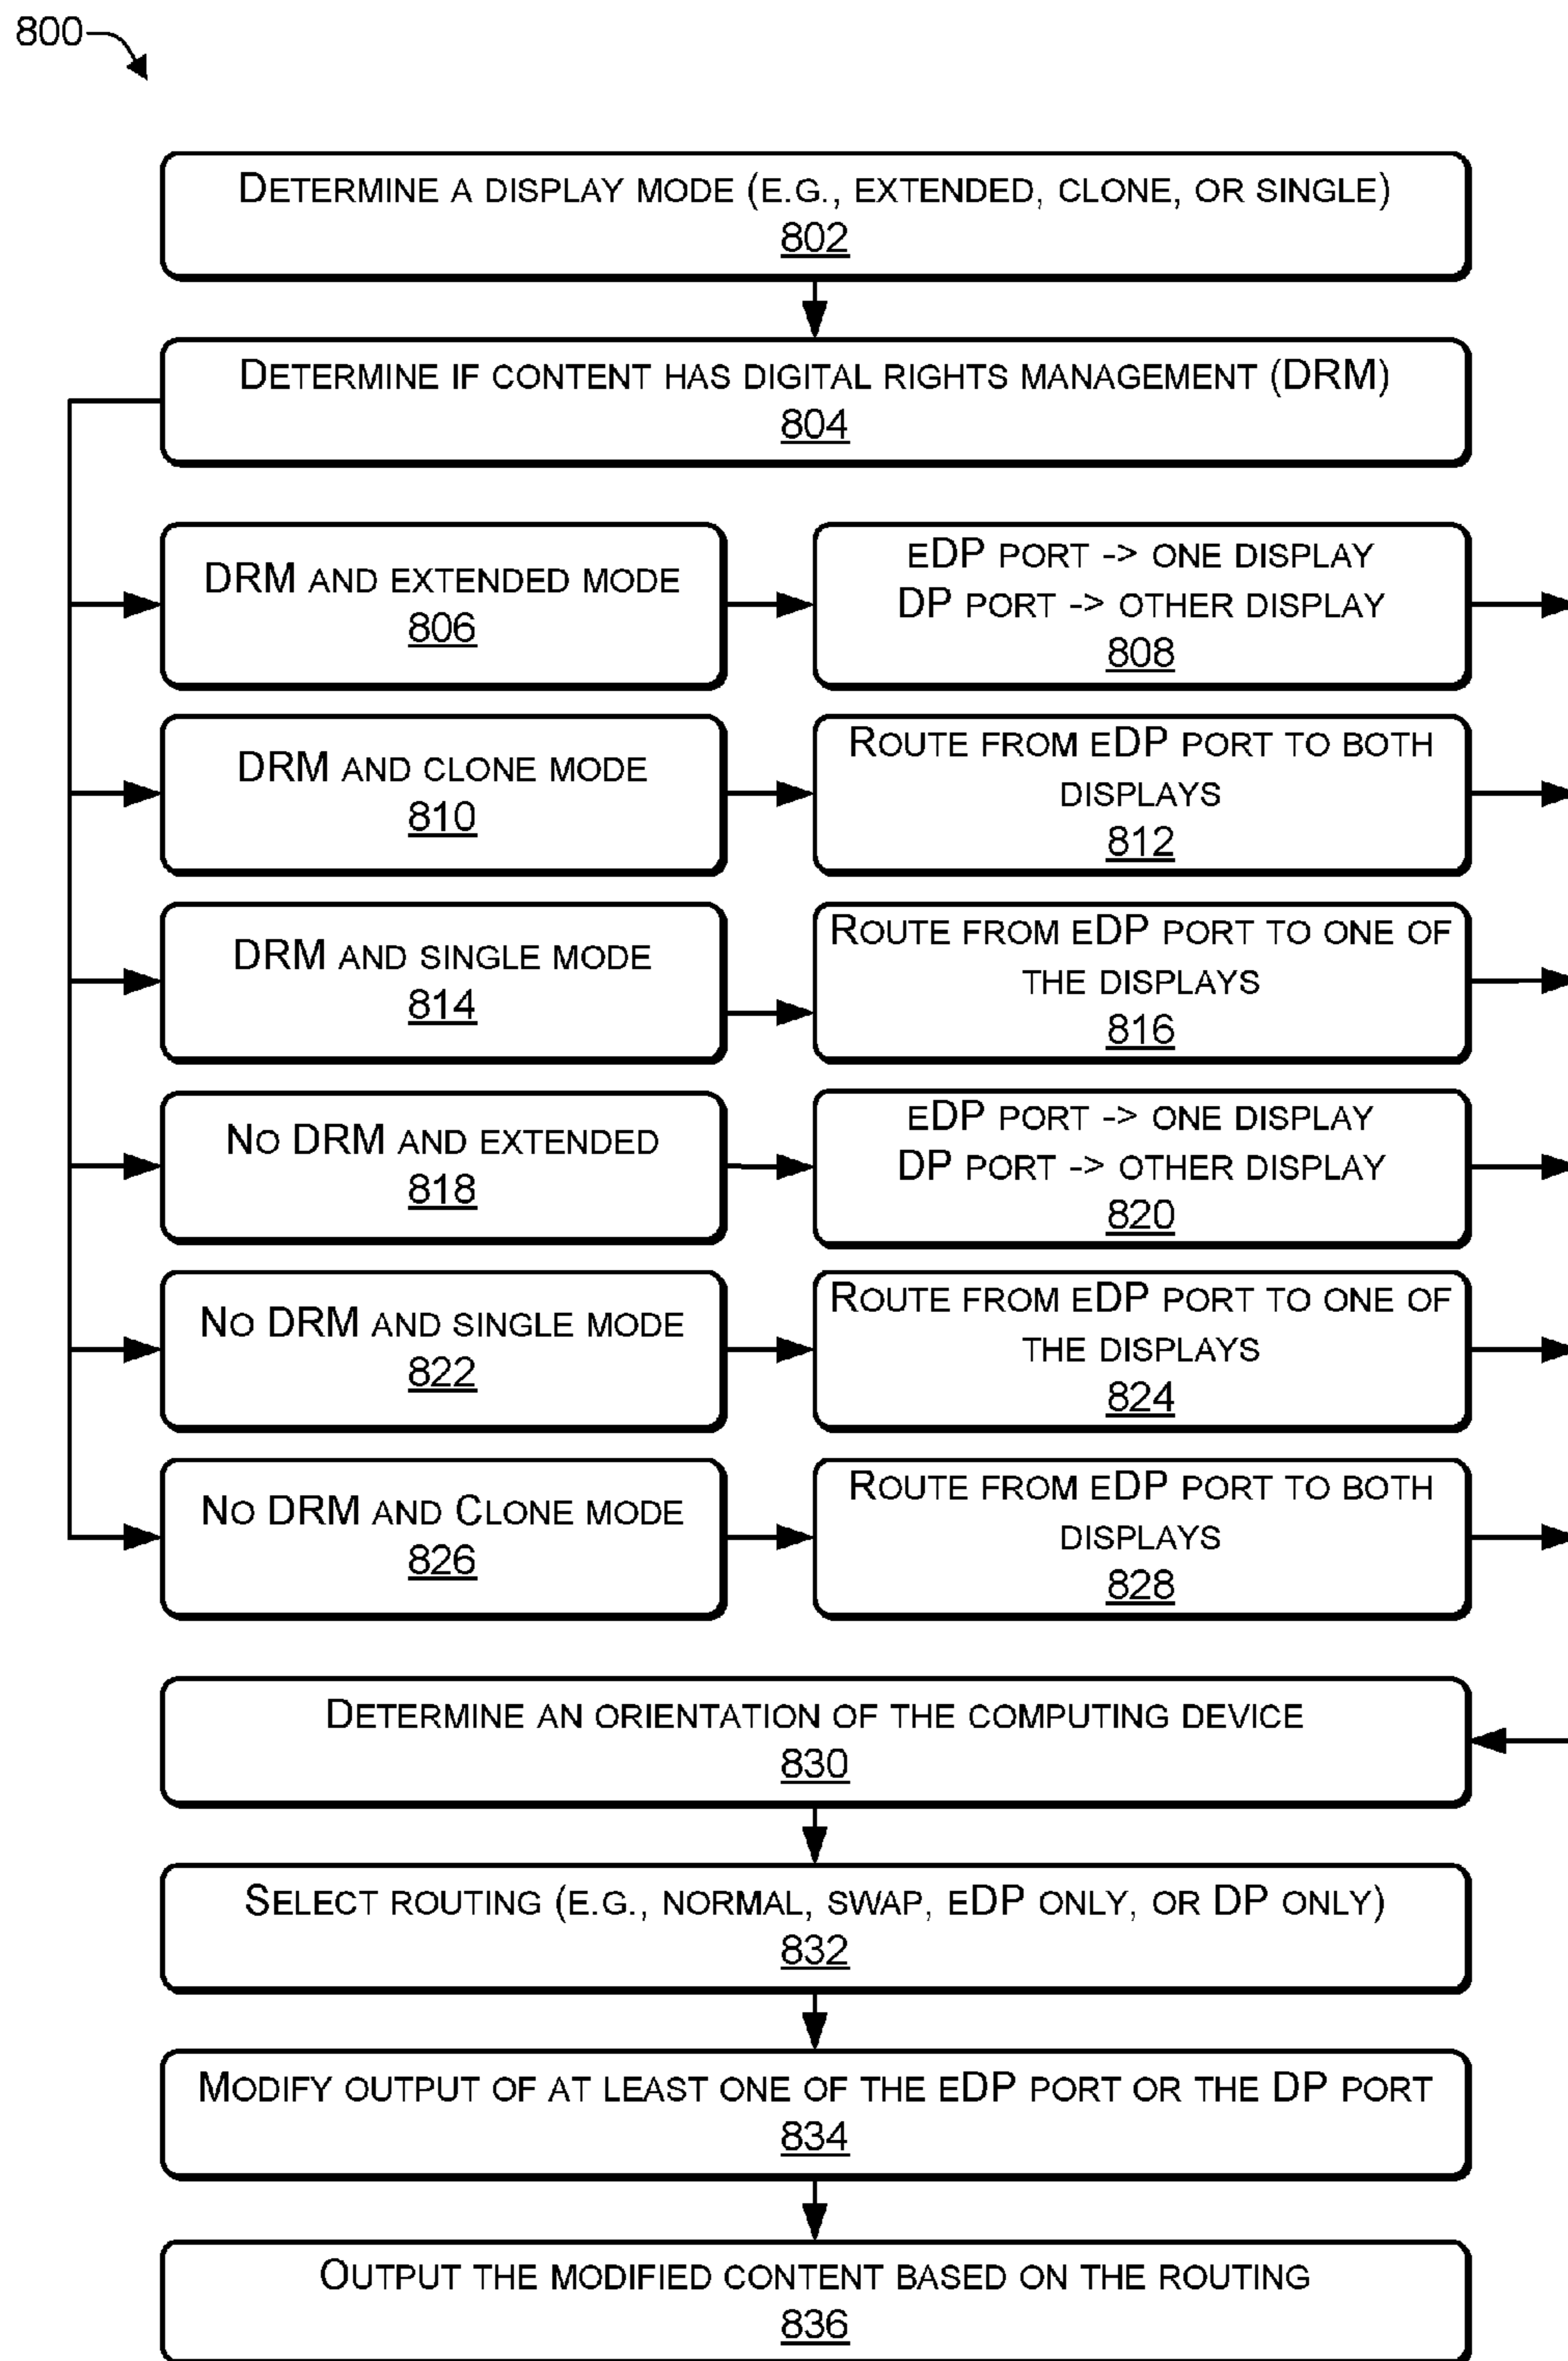 800
DETERMINE A DISPLAY MODE (E.G., EXTENDED, CLONE, OR SINGLE)
802
DETERMINE IF CONTENT HAS DIGITAL RIGHTS MANAGEMENT (DRM)
804
DRM AND EXTENDED MODE
806
EDP PORT -> ONE DISPLAY
DP PORT -> OTHER DISPLAY
808
DRM AND CLONE MODE
810
ROUTE FROM EDP PORT TO BOTH
DISPLAYS
812
DRM AND SINGLE MODE
814
ROUTE FROM EDP PORT TO ONE OF
THE DISPLAYS
816
NO DRM AND EXTENDED
818
EDP PORT -> ONE DISPLAY
DP PORT -> OTHER DISPLAY
820
NO DRM AND SINGLE MODE
822
ROUTE FROM EDP PORT TO ONE OF
THE DISPLAYS
824
NO DRM AND CLONE MODE
826
ROUTE FROM EDP PORT TO BOTH
DISPLAYS
828
DETERMINE AN ORIENTATION OF THE COMPUTING DEVICE
830
SELECT ROUTING (E.G., NORMAL, SWAP, EDP ONLY, OR DP ONLY)
832
MODIFY OUTPUT OF AT LEAST ONE OF THE EDP PORT OR THE DP PORT
834
OUTPUT THE MODIFIED CONTENT BASED ON THE ROUTING
836